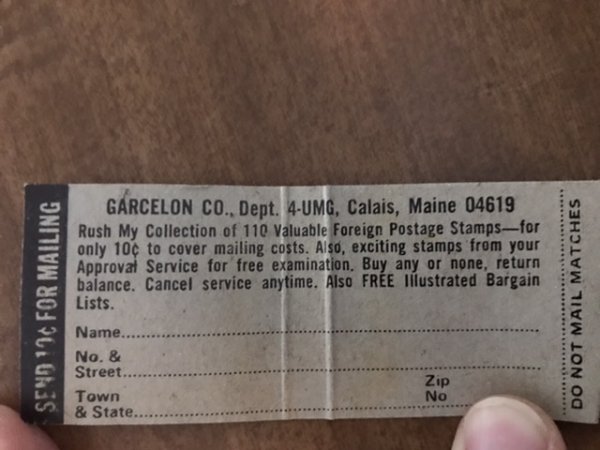 SEND 10¢ FOR MAILING
GARCELON CO., Dept. 4-UMG, Calais, Maine 04619
Rush My Collection of 110 Valuable Foreign Postage Stamps—for
only 10¢ to cover mailing costs. Also, exciting stamps from your
Approval Service for free examination. Buy any or none, return
balance. Cancel service anytime. Also FREE Illustrated Bargain
Lists.
Name..........
No. &
Street..........
Town
& State..........
Zip
No..........
DO NOT MAIL MATCHES